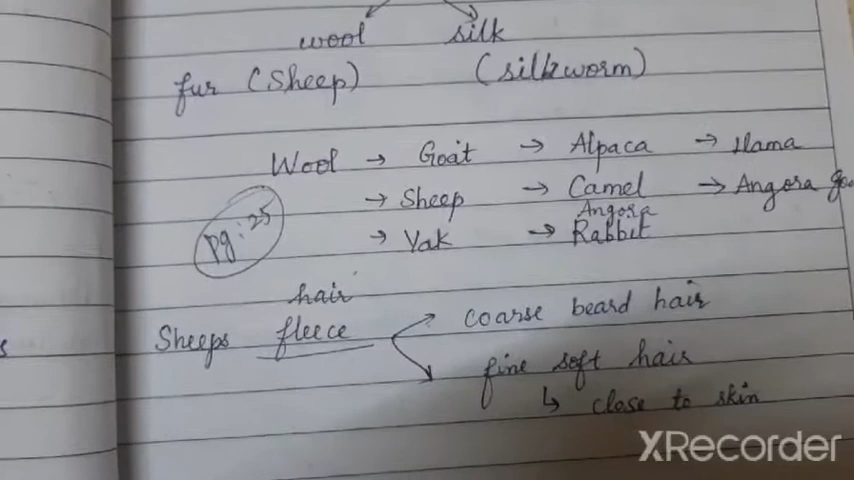 wool silk
fur (Sheep) (silkworm)
Wool → Goat → Alpaca → Llama
→ Sheep → Camel → Angora goa
pg: 25
→ Yak → Angora Rabbit
hair
Sheeps fleece coarse beard hair
fine soft hair
↳ close to skin
XRecorder